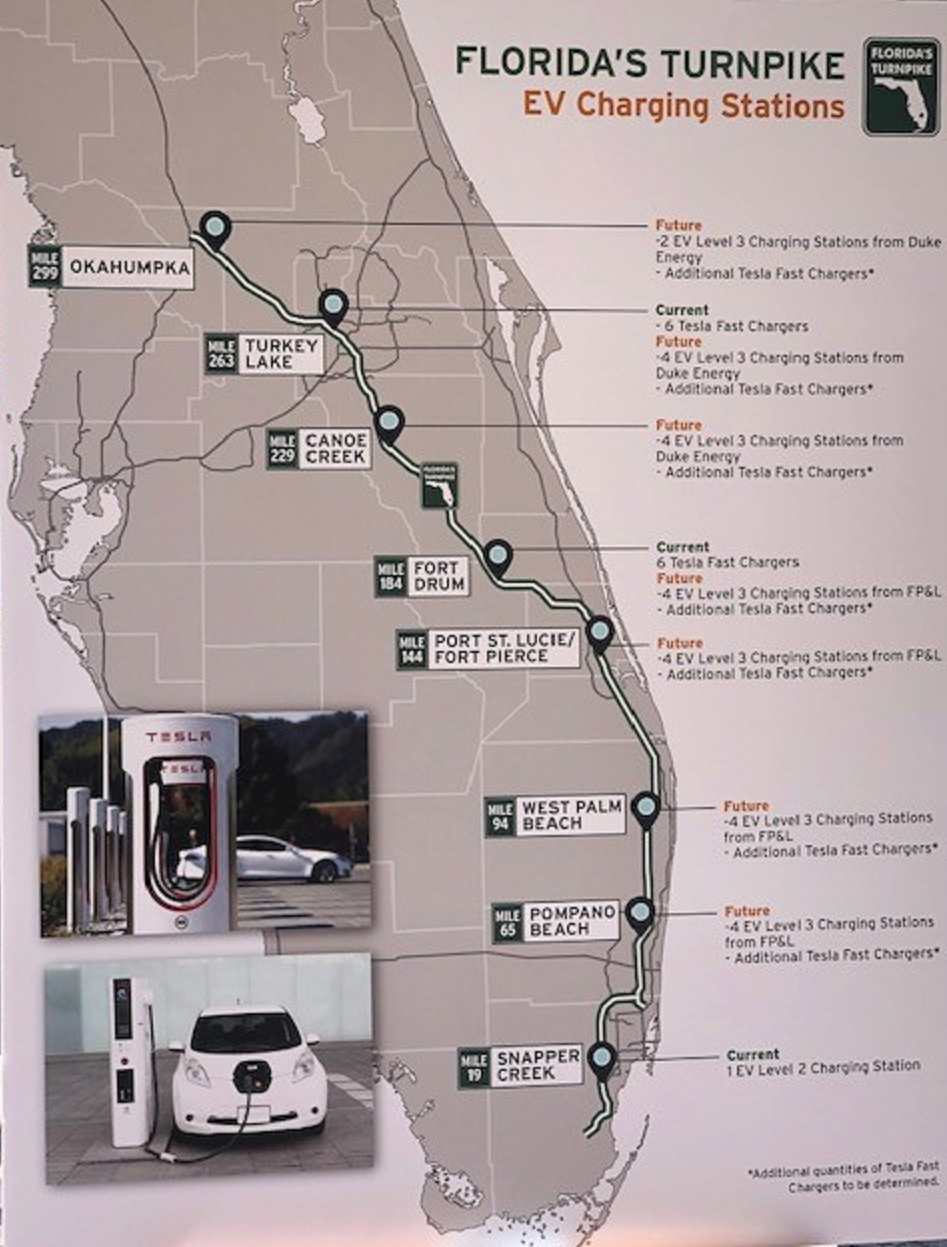 FLORIDA'S TURNPIKE
EV Charging Stations
FLORIDA'S
TURNPIKE
Future
-2 EV Level 3 Charging Stations from Duke
Energy
- Additional Tesla Fast Chargers*
MILE
299
OKAHUMPKA
Current
- 6 Tesla Fast Chargers
Future
-4 EV Level 3 Charging Stations from
Duke Energy
- Additional Tesla Fast Chargers*
MILE
263
TURKEY
LAKE
Future
-4 EV Level 3 Charging Stations from
Duke Energy
- Additional Tesla Fast Chargers*
MILE
229
CANOE
CREEK
FLORIDA'S
TURNPIKE
Current
6 Tesla Fast Chargers
Future
-4 EV Level 3 Charging Stations from FP&L
- Additional Tesla Fast Chargers*
MILE
184
FORT
DRUM
Future
-4 EV Level 3 Charging Stations from FP&L
- Additional Tesla Fast Chargers*
MILE
144
PORT ST. LUCIE/
FORT PIERCE
TESLA
TESLA
MILE
94
WEST PALM
BEACH
Future
-4 EV Level 3 Charging Stations
from FP&L
- Additional Tesla Fast Chargers*
MILE
65
POMPANO
BEACH
Future
-4 EV Level 3 Charging Stations
from FP&L
- Additional Tesla Fast Chargers*
MILE
19
SNAPPER
CREEK
Current
1 EV Level 2 Charging Station
*Additional quantities of Tesla Fast
Chargers to be determined.